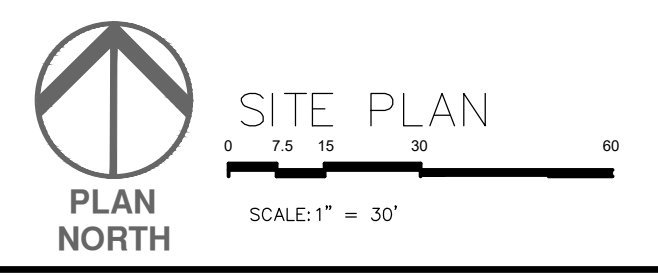 SITE PLAN
0 7.5 15 30 60
SCALE: 1" = 30'
PLAN
NORTH